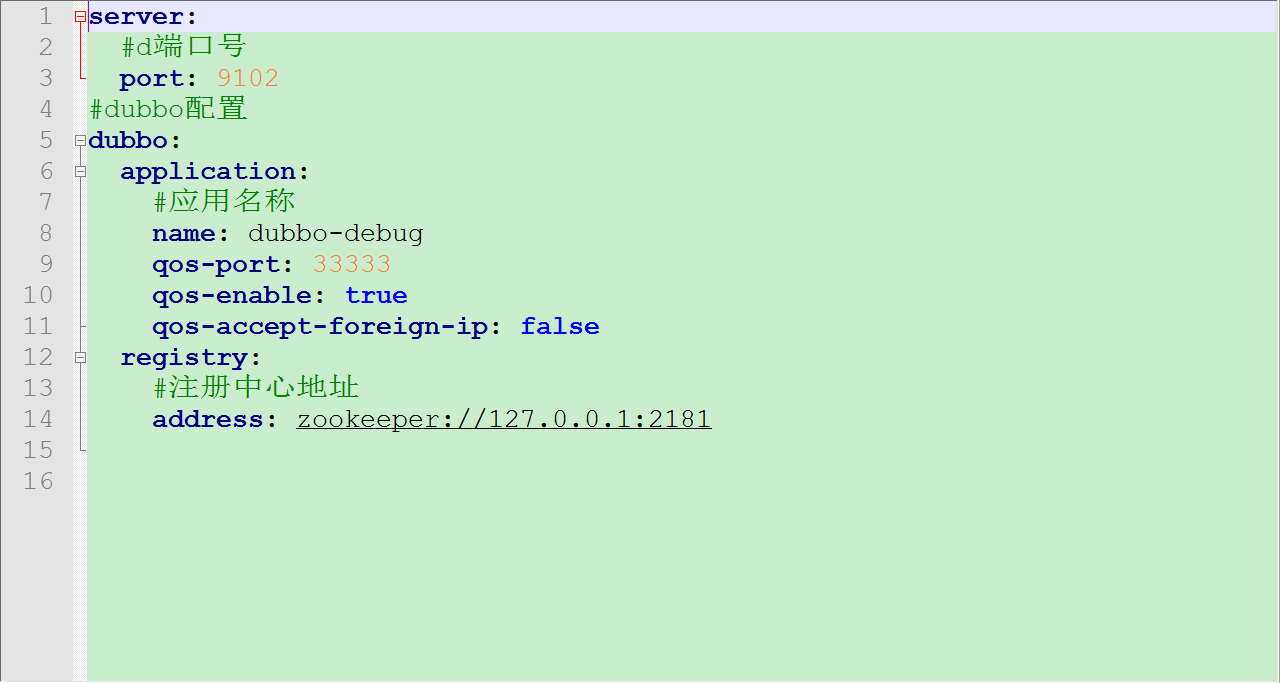 1 server:
2   #d端口号
3   port: 9102
4 #dubbo配置
5 dubbo:
6   application:
7     #应用名称
8     name: dubbo-debug
9     qos-port: 33333
10     qos-enable: true
11     qos-accept-foreign-ip: false
12   registry:
13     #注册中心地址
14     address: zookeeper://127.0.0.1:2181
15
16